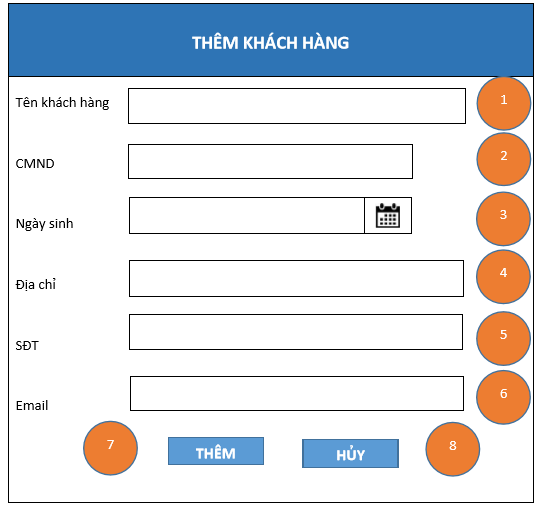 THÊM KHÁCH HÀNG
Tên khách hàng
1
CMND
2
Ngày sinh
3
Địa chỉ
4
SĐT
5
Email
6
7
THÊM
HỦY
8